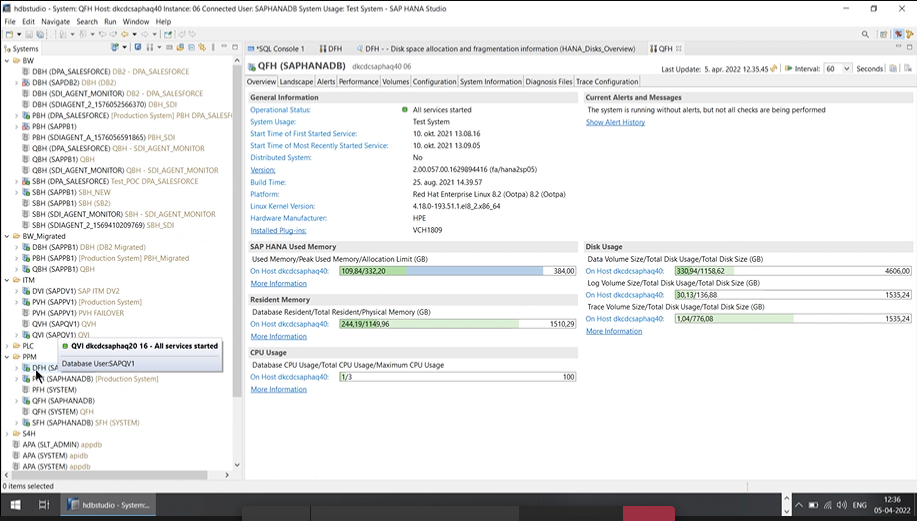 hdbstudio - System: QFH Host: dkcdcsaphaq40 Instance: 06 Connected User: SAPHANADB System Usage: Test System - SAP HANA Studio
File Edit Navigate Search Run Window Help
Systems
BW
DBH (DPA_SALESFORCE) DB2 - DPA_SALESFORCE
DBH (SAPDB2) DBH (DB2)
DBH (SDI_AGENT_MONITOR)
DBH (SDIAGENT_2_1576052566370) DBH_SDI
PBH (DPA_SALESFORCE) [Production System] PBH DPA_SALESF
PBH (SAPPB1)
PBH (SDIAGENT_A_1576056591865) PBH_SDI
QBH (DPA_SALESFORCE) QBH - DPA_SALESFORCE
QBH (SAPPB1) QBH
QBH (SDI_AGENT_MONITOR) QBH - SDI_AGENT_MONITOR
SBH (DPA_SALESFORCE) Test_POC DPA_SALESFORCE
SBH (SAPPB1) SBH_NEW
SBH (SAPPB1) SBH (SB2)
SBH (SDI_AGENT_MONITOR) SBH - SDI_AGENT_MONITOR
SBH (SDIAGENT_2_1569410209769) SBH_SDI
BW_Migrated
DBH (SAPPB1) DBH (DB2 Migrated)
PBH (SAPPB1) [Production System] PBH_Migrated
QBH (SAPPB1) QBH
ITM
DVI (SAPDV1) SAP ITM DV2
PVH (SAPPV1) [Production System]
PVH (SAPPV1) PVH FAILOVER
QVH (SAPQV1) QVH
QVI (SAPQV1) QVI
PLC
QVI dkcdcsaphaq20 16 - All services started
Database User:SAPQV1
PPM
DFH (SA
(SAPHANADB) [Production System]
PFH (SYSTEM)
QFH (SAPHANADB)
QFH (SYSTEM) QFH
SFH (SAPHANADB) SFH (SYSTEM)
S4H
APA (SLT_ADMIN) appdb
APA (SYSTEM) apidb
APA (SYSTEM) appdb
0 items selected
*SQL Console 1 DFH DFH - - Disk space allocation and fragmentation information (HANA_Disks_Overview) QFH
QFH (SAPHANADB) dkcdcsaphaq40 06
Last Update: 5. apr. 2022 12.35.45 Interval: 60 Seconds
Overview Landscape Alerts Performance Volumes Configuration System Information Diagnosis Files Trace Configuration
General Information
Operational Status: All services started
System Usage: Test System
Start Time of First Started Service: 10. okt. 2021 13.08.16
Start Time of Most Recently Started Service: 10. okt. 2021 13.09.05
Distributed System: No
Version: 2.00.057.00.1629894416 (fa/hana2sp05)
Build Time: 25. aug. 2021 14.39.57
Platform: Red Hat Enterprise Linux 8.2 (Ootpa) 8.2 (Ootpa)
Linux Kernel Version: 4.18.0-193.51.1.el8_2.x86_64
Hardware Manufacturer: HPE
Installed Plug-ins: VCH1809
Current Alerts and Messages
The system is running without alerts, but not all checks are being performed
Show Alert History
SAP HANA Used Memory
Used Memory/Peak Used Memory/Allocation Limit (GB)
On Host dkcdcsaphaq40: 109,84/332,20 384,00
More Information
Resident Memory
Database Resident/Total Resident/Physical Memory (GB)
On Host dkcdcsaphaq40: 244,19/1149,96 1510,29
More Information
CPU Usage
Database CPU Usage/Total CPU Usage/Maximum CPU Usage
On Host dkcdcsaphaq40: 1/3 100
More Information
Disk Usage
Data Volume Size/Total Disk Usage/Total Disk Size (GB)
On Host dkcdcsaphaq40: 330,94/1158,62 4606,00
Log Volume Size/Total Disk Usage/Total Disk Size (GB)
On Host dkcdcsaphaq40: 30,13/136,88 1535,24
Trace Volume Size/Total Disk Usage/Total Disk Size (GB)
On Host dkcdcsaphaq40: 1,04/776,08 1535,24
More Information
hdbstudio - System:...
ENG
12:36
05-04-2022